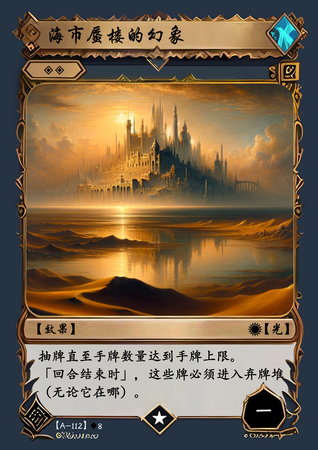 海市蜃楼的幻象
【效果】 【光】
抽牌直至手牌数量达到手牌上限。
「回合结束时」，这些牌必须进入弃牌堆
（无论它在哪）。
一
【A-112】◆8